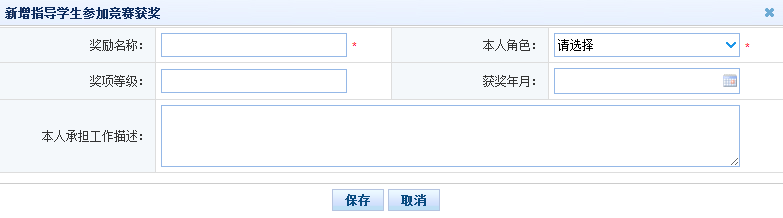 新增指导学生参加竞赛获奖
奖励名称： * 本人角色： 请选择 *
奖项等级： 获奖年月：
本人承担工作描述：
保存 取消